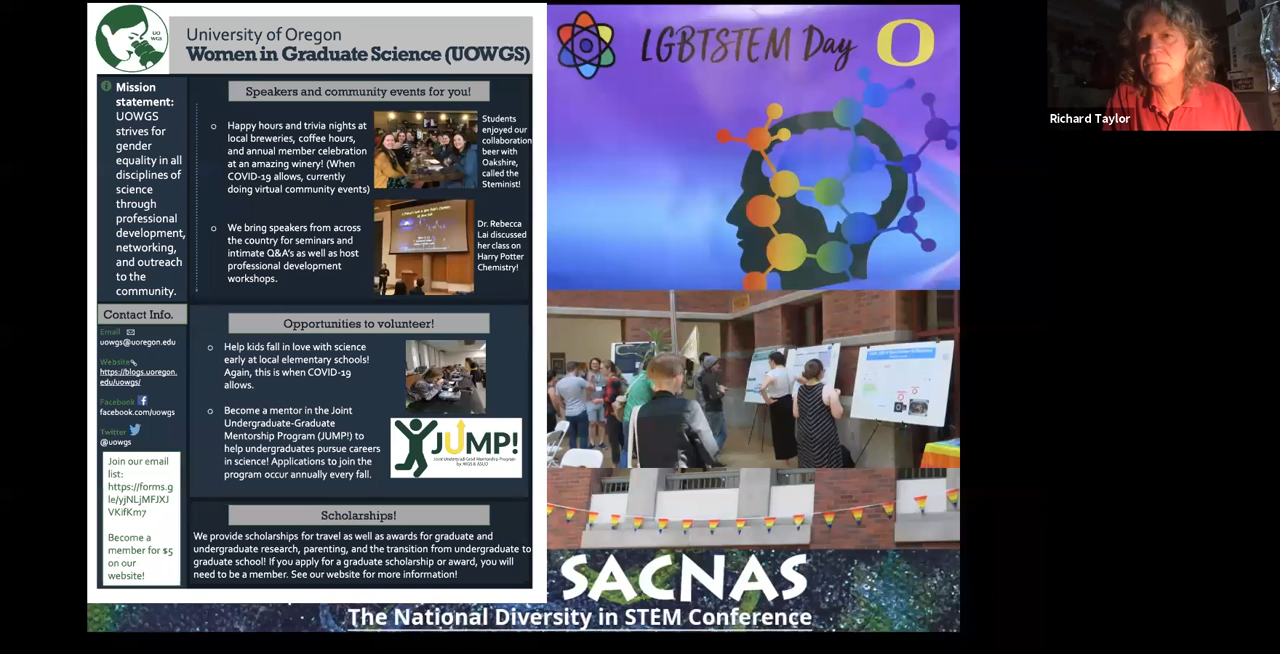 UO
WGS
University of Oregon
Women in Graduate Science (UOWGS)
Mission
statement:
UOWGS
strives for
gender
equality in all
disciplines of
science
through
professional
development,
networking,
and outreach
to the
community.
Contact Info.
Email
uowgs@uoregon.edu
Website
https://blogs.uoregon.
edu/uowgs/
Facebook
facebook.com/uowgs
Twitter
@uowgs
Join our email
list:
https://forms.g
le/yjNLjMFJXJ
VKifKm7
Become a
member for $5
on our
website!
Speakers and community events for you!
Happy hours and trivia nights at
local breweries, coffee hours,
and annual member celebration
at an amazing winery! (When
COVID-19 allows, currently
doing virtual community events)
Students
enjoyed our
collaboration
beer with
Oakshire,
called the
Steminist!
We bring speakers from across
the country for seminars and
intimate Q&A's as well as host
professional development
workshops.
Dr. Rebecca
Lai discussed
her class on
Harry Potter
Chemistry!
Opportunities to volunteer!
Help kids fall in love with science
early at local elementary schools!
Again, this is when COVID-19
allows.
Become a mentor in the Joint
Undergraduate-Graduate
Mentorship Program (JUMP!) to
help undergraduates pursue careers
in science! Applications to join the
program occur annually every fall.
JUMP!
Joint Undergrad-Grad Mentorship Program
by WGS & ASUO
Scholarships!
We provide scholarships for travel as well as awards for graduate and
undergraduate research, parenting, and the transition from undergraduate to
graduate school! If you apply for a graduate scholarship or award, you will
need to be a member. See our website for more information!
LGBTSTEM Day
O
SACNAS
The National Diversity in STEM Conference
Richard Taylor